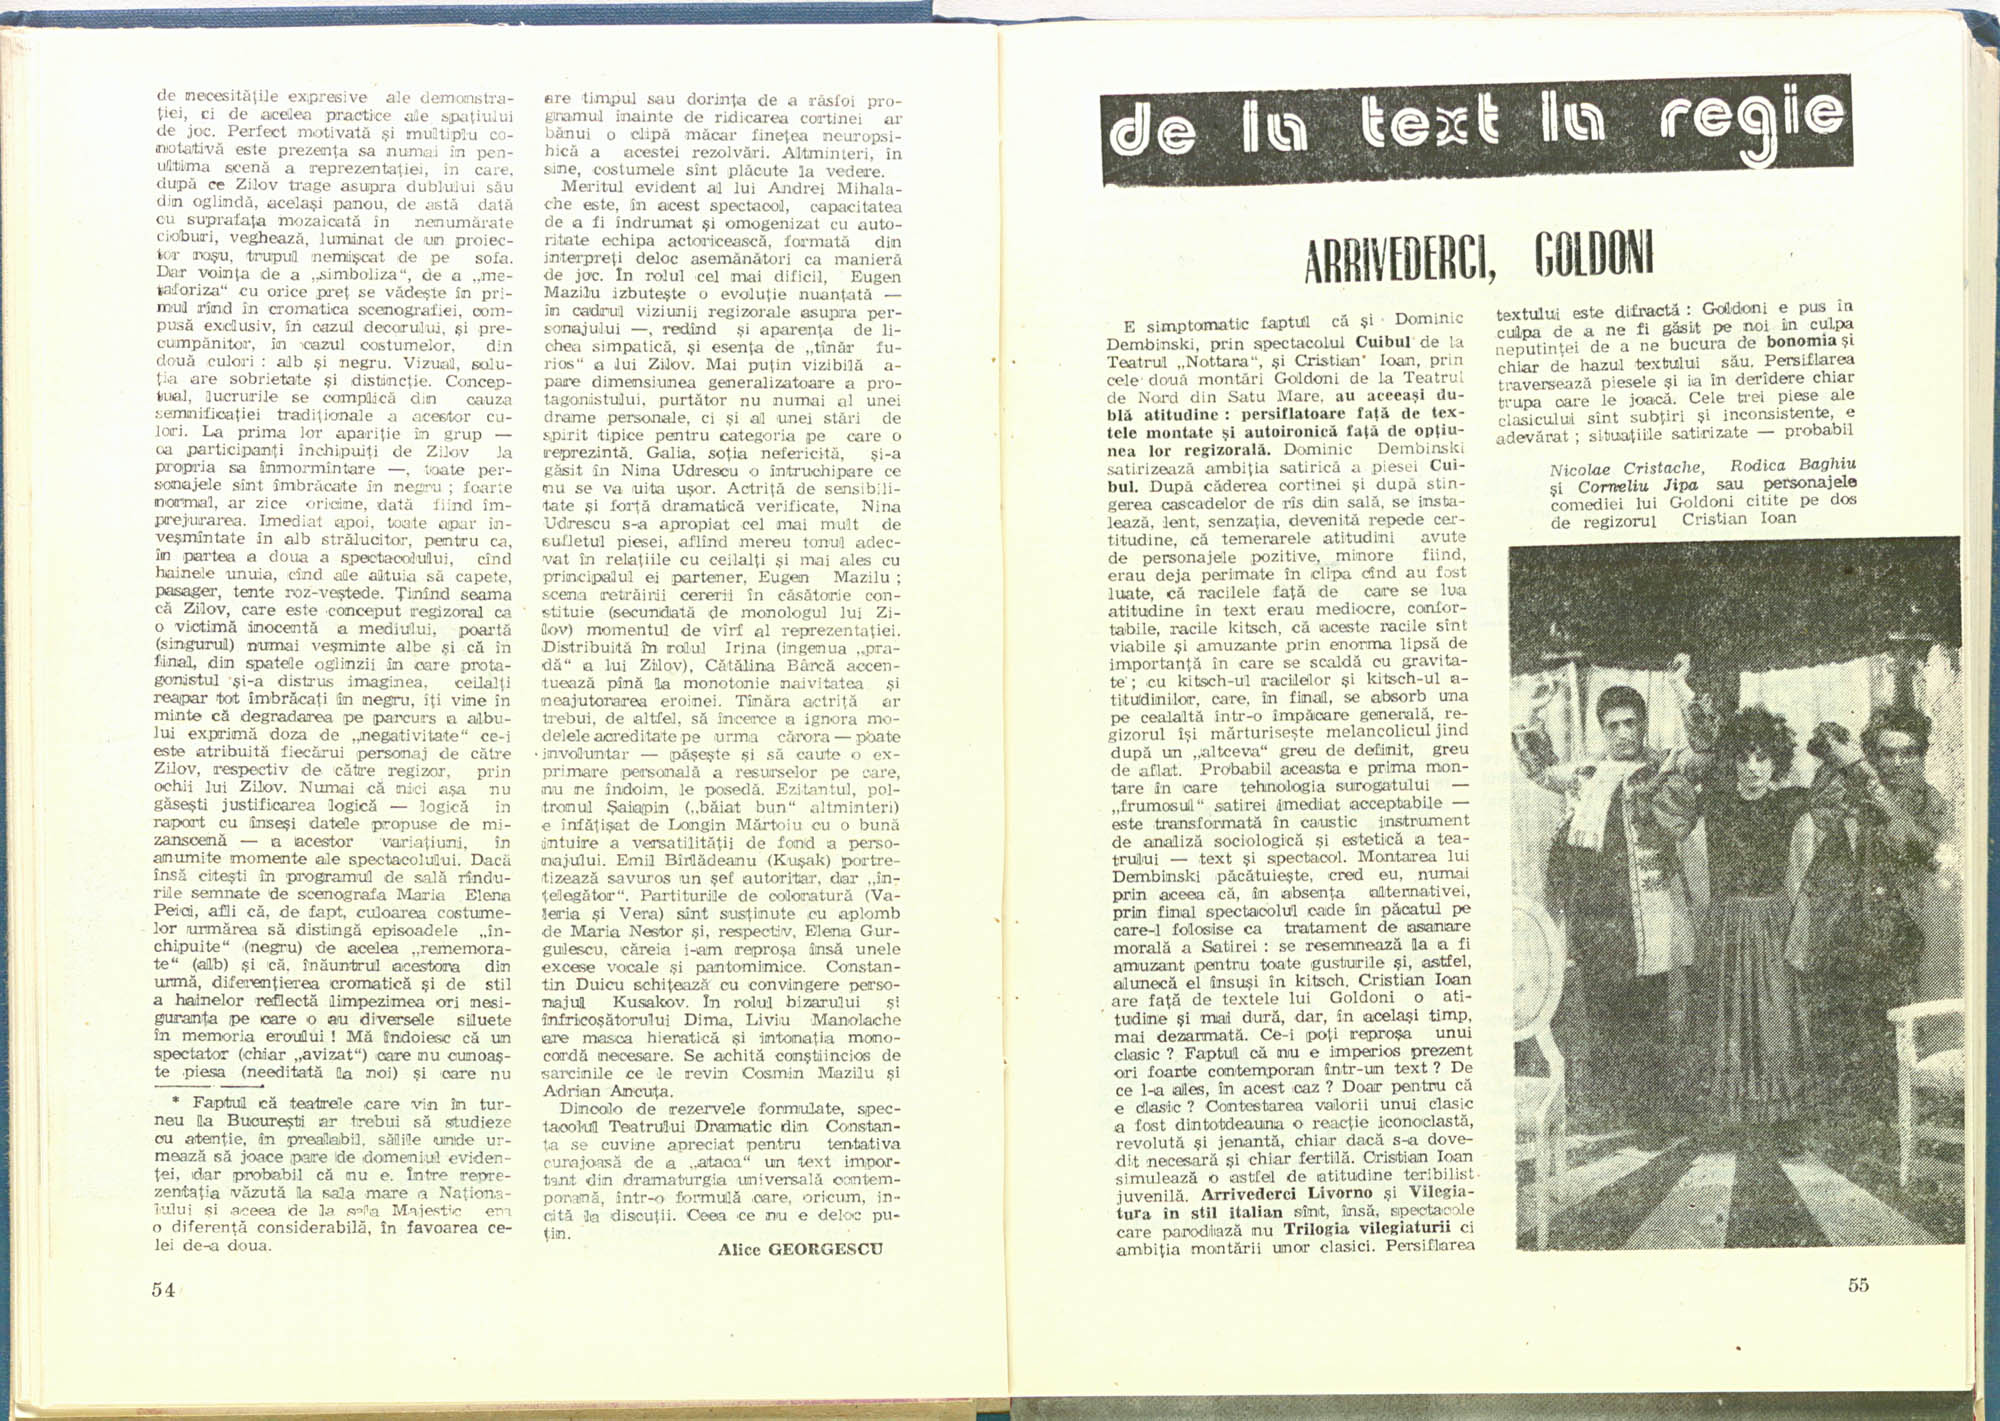 de necesitățile expresive ale demonstra-
ției, ci de acelea practice ale spațiului
de joc. Perfect motivată și multiplu co-
notativă este prezența sa numai în pen-
ultima scenă a reprezentației, în care,
după ce Zilov trage asupra dublului său
din oglindă, același panou, de astă dată
cu suprafața mozaicată în nenumărate
cioburi, veghează, luminat de un proiec-
tor roșu, trupul nemișcat de pe sofa.
Dar voința de a „simboliza“, de a „me-
taforiza“ cu orice preț se vădește în pri-
mul rînd în cromatica scenografiei, com-
pusă exclusiv, în cazul decorului, și pre-
cumpănitor, în cazul costumelor, din
două culori : alb și negru. Vizual, solu-
ția are sobrietate și distincție. Concep-
tual, lucrurile se complică din cauza
semnificației tradiționale a acestor cu-
lori. La prima lor apariție în grup —
ca participanți închipuiți de Zilov la
propria sa înmormîntare —, toate per-
sonajele sînt îmbrăcate în negru ; foarte
normal, ar zice oricine, dată fiind îm-
prejurarea. Imediat apoi, toate apar în-
veșmîntate în alb strălucitor, pentru ca,
în partea a doua a spectacolului, cînd
hainele unuia, cînd ale altuia să capete,
pasager, tente roz-veștede. Ținînd seama
că Zilov, care este conceput regizoral ca
o victimă inocentă a mediului, poartă
(singurul) numai veșminte albe și că în
final, din spatele oglinzii în care prota-
gonistul și-a distrus imaginea, ceilalți
reapar tot îmbrăcați în negru, îți vine în
minte că degradarea pe parcurs a albu-
lui exprimă doza de „negativitate“ ce-i
este atribuită fiecărui personaj de către
Zilov, respectiv de către regizor, prin
ochii lui Zilov. Numai că nici așa nu
găsești justificarea logică — logică în
raport cu înseși datele propuse de mi-
zanscenă — a acestor variațiuni, în
anumite momente ale spectacolului. Dacă
însă citești în programul de sală rîndu-
rile semnate de scenografa Maria Elena
Peici, afli că, de fapt, culoarea costume-
lor urmărea să distingă episoadele „în-
chipuite“ (negru) de acelea „rememora-
te“ (alb) și că, înăuntrul acestora din
urmă, diferențierea cromatică și de stil
a hainelor reflectă limpezimea ori nesi-
guranța pe care o au diversele siluete
în memoria eroului ! Mă îndoiesc că un
spectator (chiar „avizat“) care nu cunoaș-
te piesa (needitată la noi) și care nu
* Faptul că teatrele care vin în tur-
neu la București ar trebui să studieze
cu atenție, în prealabil, sălile unde ur-
mează să joace pare de domeniul eviden-
ței, dar probabil că nu e. Între repre-
zentația văzută la sala mare a Naționa-
lului și aceea de la sala Majestic era
o diferență considerabilă, în favoarea ce-
lei de-a doua.
54
are timpul sau dorința de a răsfoi pro-
gramul înainte de ridicarea cortinei ar
bănui o clipă măcar finețea neuropsi-
hică a acestei rezolvări. Altminteri, în
sine, costumele sînt plăcute la vedere.
Meritul evident al lui Andrei Mihala-
che este, în acest spectacol, capacitatea
de a fi îndrumat și omogenizat cu auto-
ritate echipa actoricească, formată din
interpreți deloc asemănători ca manieră
de joc. În rolul cel mai dificil, Eugen
Mazilu izbutește o evoluție nuanțată —
în cadrul viziunii regizorale asupra per-
sonajului —, redînd și aparența de li-
chea simpatică, și esența de „tînăr fu-
rios“ a lui Zilov. Mai puțin vizibilă a-
pare dimensiunea generalizatoare a pro-
tagonistului, purtător nu numai al unei
drame personale, ci și al unei stări de
spirit tipice pentru categoria pe care o
reprezintă. Galia, soția nefericită, și-a
găsit în Nina Udrescu o întruchipare ce
nu se va uita ușor. Actriță de sensibili-
tate și forță dramatică verificate, Nina
Udrescu s-a apropiat cel mai mult de
sufletul piesei, aflînd mereu tonul adec-
vat în relațiile cu ceilalți și mai ales cu
principalul ei partener, Eugen Mazilu ;
scena retrăirii cererii în căsătorie con-
stituie (secundată de monologul lui Zi-
lov) momentul de vîrf al reprezentației.
Distribuită în rolul Irina (ingenua „pra-
dă“ a lui Zilov), Cătălina Bârcă accen-
tuează pînă la monotonie naivitatea și
neajutorarea eroinei. Tînăra actriță ar
trebui, de altfel, să încerce a ignora mo-
delele acreditate pe urma cărora — poate
involuntar — pășește și să caute o ex-
primare personală a resurselor pe care,
nu ne îndoim, le posedă. Ezitantul, pol-
tronul Șaiapin („băiat bun“ altminteri)
e înfățișat de Longin Mărtoiu cu o bună
intuire a versatilității de fond a perso-
najului. Emil Bîrlădeanu (Kușak) portre-
tizează savuros un șef autoritar, dar „în-
țelegător“. Partiturile de coloratură (Va-
leria și Vera) sînt susținute cu aplomb
de Maria Nestor și, respectiv, Elena Gur-
gulescu, căreia i-am reproșa însă unele
excese vocale și pantomimice. Constan-
tin Duicu schițează cu convingere perso-
najul Kusakov. În rolul bizarului și
înfricoșătorului Dima, Liviu Manolache
are masca hieratică și intonația mono-
cordă necesare. Se achită conștiincios de
sarcinile ce le revin Cosmin Mazilu și
Adrian Ancuța.
Dincolo de rezervele formulate, spec-
tacolul Teatrului Dramatic din Constan-
ța se cuvine apreciat pentru tentativa
curajoasă de a „ataca“ un text impor-
tant din dramaturgia universală contem-
porană, într-o formulă care, oricum, in-
cită la discuții. Ceea ce nu e deloc pu-
țin.
Alice GEORGESCU
de la text la regie
ARRIVEDERCI, GOLDONI
E simptomatic faptul că și Dominic
Dembinski, prin spectacolul Cuibul de la
Teatrul „Nottara“, și Cristian Ioan, prin
cele două montări Goldoni de la Teatrul
de Nord din Satu Mare, au aceeași du-
blă atitudine : persiflatoare față de tex-
tele montate și autoironică față de opțiu-
nea lor regizorală. Dominic Dembinski
satirizează ambiția satirică a piesei Cui-
bul. După căderea cortinei și după stin-
gerea cascadelor de rîs din sală, se insta-
lează, lent, senzația, devenită repede cer-
titudine, că temerarele atitudini avute
de personajele pozitive, minore fiind,
erau deja perimate în clipa cînd au fost
luate, că racilele față de care se lua
atitudine în text erau mediocre, confor-
tabile, racile kitsch, că aceste racile sînt
viabile și amuzante prin enorma lipsă de
importanță în care se scaldă cu gravita-
te ; cu kitsch-ul racilelor și kitsch-ul a-
titudinilor, care, în final, se absorb una
pe cealaltă într-o împăcare generală, re-
gizorul își mărturisește melancolicul jind
după un „altceva“ greu de definit, greu
de aflat. Probabil aceasta e prima mon-
tare în care tehnologia surogatului —
„frumosul“ satirei imediat acceptabile —
este transformată în caustic instrument
de analiză sociologică și estetică a tea-
trului — text și spectacol. Montarea lui
Dembinski păcătuiește, cred eu, numai
prin aceea că, în absența alternativei,
prin final spectacolul cade în păcatul pe
care-l folosise ca tratament de asanare
morală a Satirei : se resemnează la a fi
amuzant pentru toate gusturile și, astfel,
alunecă el însuși în kitsch. Cristian Ioan
are față de textele lui Goldoni o ati-
tudine și mai dură, dar, în același timp,
mai dezarmată. Ce-i poți reproșa unui
clasic ? Faptul că nu e imperios prezent
ori foarte contemporan într-un text ? De
ce l-a ales, în acest caz ? Doar pentru că
e clasic ? Contestarea valorii unui clasic
a fost dintotdeauna o reacție iconoclastă,
revolută și jenantă, chiar dacă s-a dove-
dit necesară și chiar fertilă. Cristian Ioan
simulează o astfel de atitudine teribilist-
juvenilă. Arrivederci Livorno și Vilegia-
tura in stil italian sînt, însă, spectacole
care parodiază nu Trilogia vilegiaturii ci
ambiția montării unor clasici. Persiflarea
textului este difractă : Goldoni e pus în
culpa de a ne fi găsit pe noi în culpa
neputinței de a ne bucura de bonomia și
chiar de hazul textului său. Persiflarea
traversează piesele și ia în derîdere chiar
trupa care le joacă. Cele trei piese ale
clasicului sînt subțiri și inconsistente, e
adevărat ; situațiile satirizate — probabil
Nicolae Cristache, Rodica Baghiu
și Corneliu Jipa sau personajele
comediei lui Goldoni citite pe dos
de regizorul Cristian Ioan
55